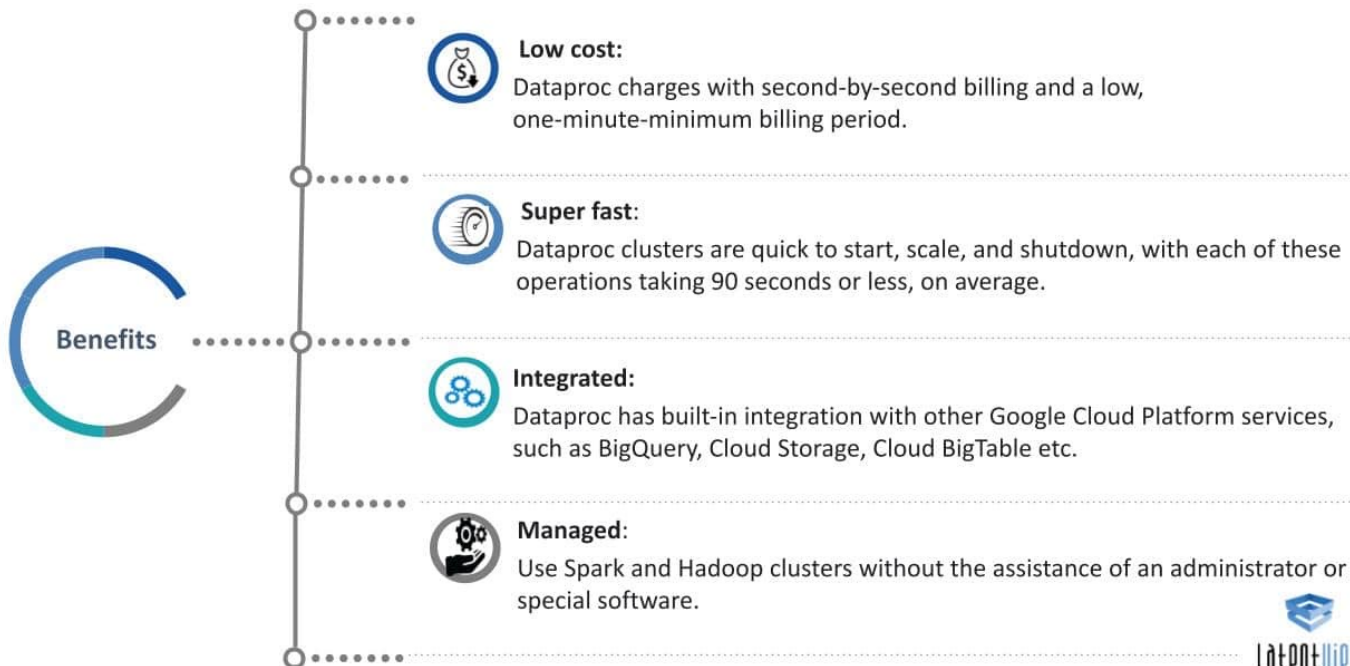 Low cost:
Dataproc charges with second-by-second billing and a low,
one-minute-minimum billing period.
Super fast:
Dataproc clusters are quick to start, scale, and shutdown, with each of these
operations taking 90 seconds or less, on average.
Benefits
Integrated:
Dataproc has built-in integration with other Google Cloud Platform services,
such as BigQuery, Cloud Storage, Cloud BigTable etc.
Managed:
Use Spark and Hadoop clusters without the assistance of an administrator or
special software.